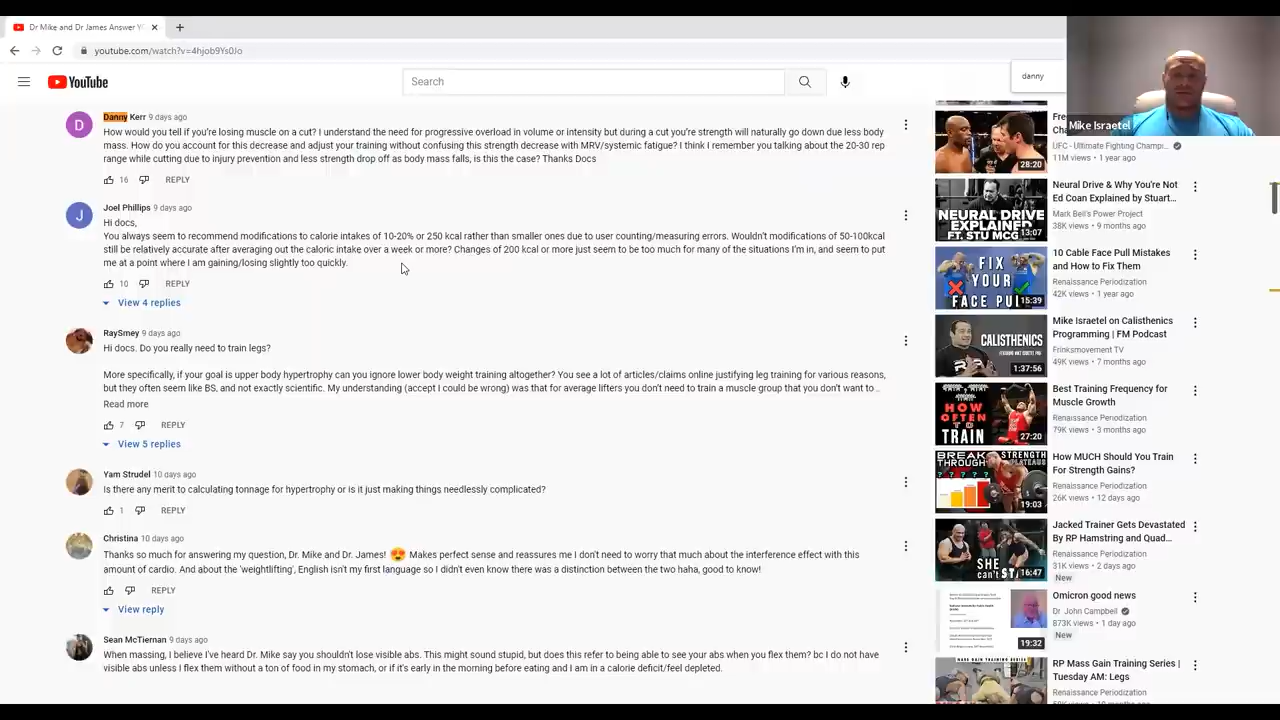 Dr Mike and Dr James Answer Y
youtube.com/watch?v=4hjob9Ys0Jo
danny
Mike Israetel
YouTube
Search
D
Danny Kerr 9 days ago
How would you tell if you're losing muscle on a cut? I understand the need for progressive overload in volume or intensity but during a cut you're strength will naturally go down due less body
mass. How do you account for this decrease and adjust your training without confusing this strength decrease with MRV/systemic fatigue? I think I remember you talking about the 20-30 rep
range while cutting due to injury prevention and less strength drop off as body mass falls, is this the case? Thanks Docs
16 REPLY
J
Joel Phillips 9 days ago
Hi docs,
You always seem to recommend modifications to calorie intakes of 10-20% or 250 kcal rather than smaller ones due to user counting/measuring errors. Wouldn't modifications of 50-100kcal
still be relatively accurate after averaging out the caloric intake over a week or more? Changes of 200 kcal or more just seem to be too much for many of the situations I'm in, and seem to put
me at a point where I am gaining/losing slightly too quickly.
10 REPLY
View 4 replies
RaySmey 9 days ago
Hi docs. Do you really need to train legs?
More specifically, if your goal is upper body hypertrophy can you ignore lower body weight training altogether? You see a lot of articles/claims online justifying leg training for various reasons,
but they often seem like BS, and not exactly scientific. My understanding (accept I could be wrong) was that for average lifters you don't need to train a muscle group that you don't want to ..
Read more
7 REPLY
View 5 replies
Yam Strudel 10 days ago
Is there any merit to calculating tonnage for hypertrophy or is it just making things needlessly complicated?
1 REPLY
Christina 10 days ago
Thanks so much for answering my question, Dr. Mike and Dr. James! 😍 Makes perfect sense and reassures me I don't need to worry that much about the interference effect with this
amount of cardio. And about the 'weightlifting', English isn't my first language so I didn't even know there was a distinction between the two haha, good to know!
REPLY
View reply
Sean McTiernan 9 days ago
When massing, I believe I've heard Dr. Mike say you shouldn't lose visible abs. This might sound stupid, but does this refer to being able to see your abs when you flex them? bc I do not have
visible abs unless I flex them without a ton of food in my stomach, or if it's early in the morning before eating and I am in a calorie deficit/feel depleted.
28:20
UFC - Ultimate Fighting Champi...
11M views • 1 year ago
NEURAL DRIVE
EXPLAINED
FT. STU MCG
13:07
Neural Drive & Why You're Not
Ed Coan Explained by Stuart...
Mark Bell's Power Project
38K views • 9 months ago
FIX
YOUR
FACE PU
15:39
10 Cable Face Pull Mistakes
and How to Fix Them
Renaissance Periodization
42K views • 1 year ago
CALISTHENICS
1:37:56
Mike Israetel on Calisthenics
Programming | FM Podcast
Frinksmovement TV
49K views • 7 months ago
HOW
OFTEN
TO
TRAIN
27:20
Best Training Frequency for
Muscle Growth
Renaissance Periodization
79K views • 3 months ago
BREAK
THROUGH
STRENGTH
PLATEAUS
? ? ? ? ?
19:03
How MUCH Should You Train
For Strength Gains?
Renaissance Periodization
26K views • 12 days ago
SHE
can't ST
16:47
Jacked Trainer Gets Devastated
By RP Hamstring and Quad...
Renaissance Periodization
31K views • 2 days ago
New
19:32
Omicron good news
Dr. John Campbell
873K views • 1 day ago
New
MASS GAIN TRAINING SERIES
RP Mass Gain Training Series |
Tuesday AM: Legs
Renaissance Periodization